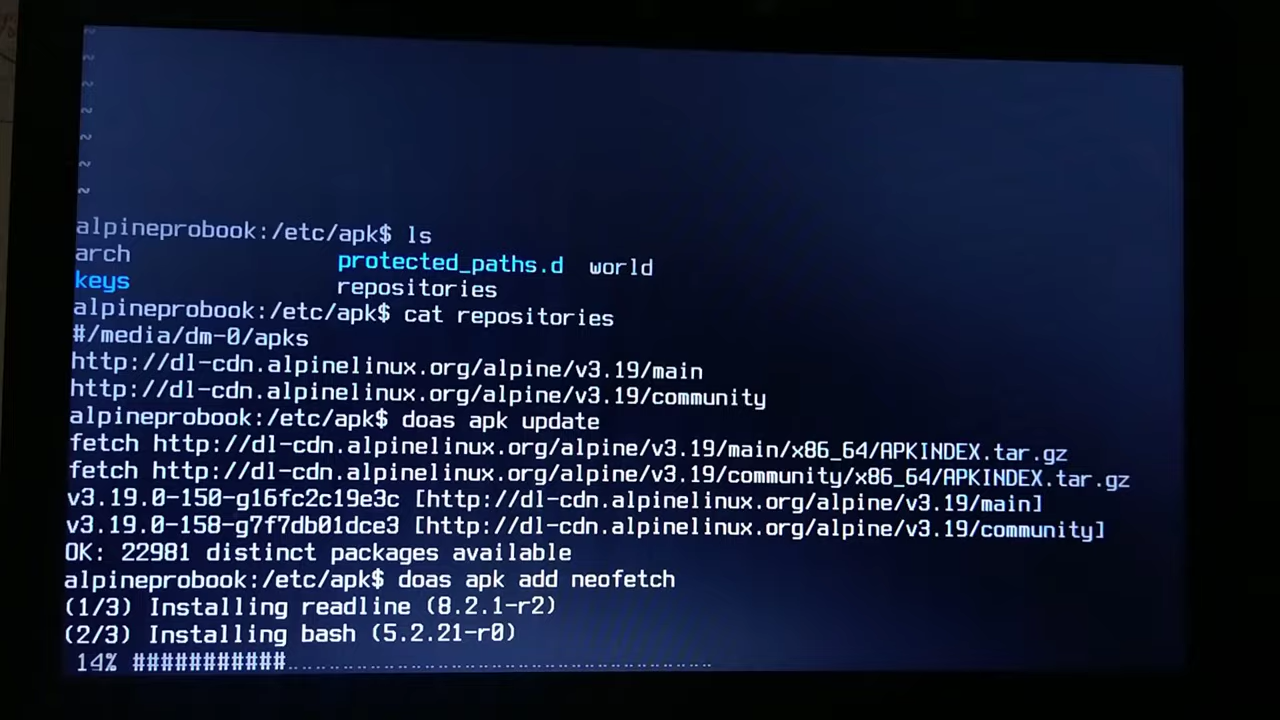 ~
~
~
~
~
~
~
alpineprobook:/etc/apk$ ls
arch protected_paths.d world
keys repositories
alpineprobook:/etc/apk$ cat repositories
#/media/dm-0/apks
http://dl-cdn.alpinelinux.org/alpine/v3.19/main
http://dl-cdn.alpinelinux.org/alpine/v3.19/community
alpineprobook:/etc/apk$ doas apk update
fetch http://dl-cdn.alpinelinux.org/alpine/v3.19/main/x86_64/APKINDEX.tar.gz
fetch http://dl-cdn.alpinelinux.org/alpine/v3.19/community/x86_64/APKINDEX.tar.gz
v3.19.0-150-g16fc2c19e3c [http://dl-cdn.alpinelinux.org/alpine/v3.19/main]
v3.19.0-158-g7f7db01dce3 [http://dl-cdn.alpinelinux.org/alpine/v3.19/community]
OK: 22981 distinct packages available
alpineprobook:/etc/apk$ doas apk add neofetch
(1/3) Installing readline (8.2.1-r2)
(2/3) Installing bash (5.2.21-r0)
14% ###########